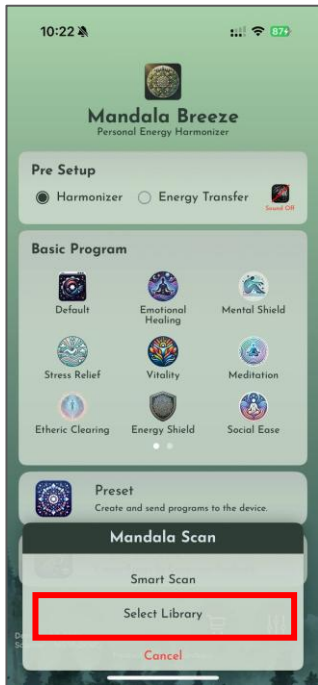 10:22
87
Mandala Breeze
Personal Energy Harmonizer
Pre Setup
Harmonizer
Energy Transfer
Sound Off
Basic Program
Default
Emotional
Healing
Mental Shield
Stress Relief
Vitality
Meditation
Etheric Clearing
Energy Shield
Social Ease
Preset
Create and send programs to the device.
Mandala Scan
Smart Scan
Select Library
Cancel